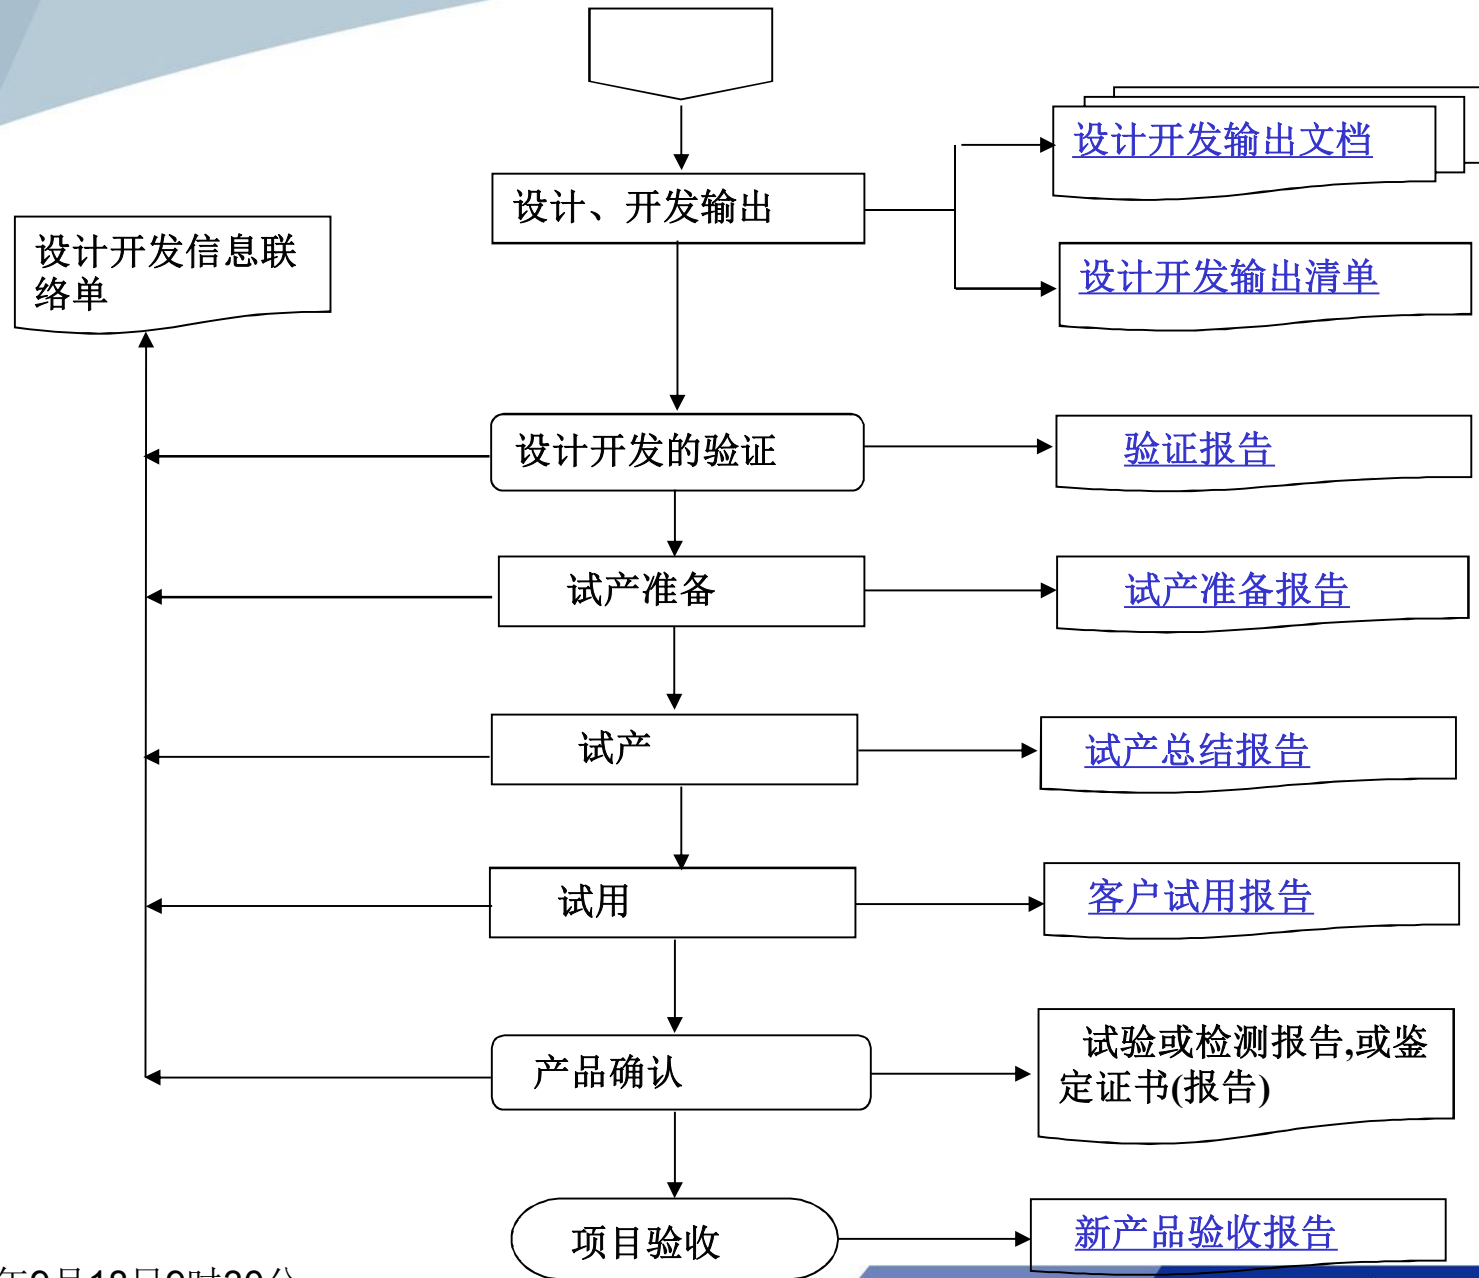 设计开发输出文档
设计、开发输出
设计开发信息联
络单
设计开发输出清单
设计开发的验证
验证报告
试产准备
试产准备报告
试产
试产总结报告
试用
客户试用报告
产品确认
试验或检测报告,或鉴
定证书(报告)
项目验收
新产品验收报告